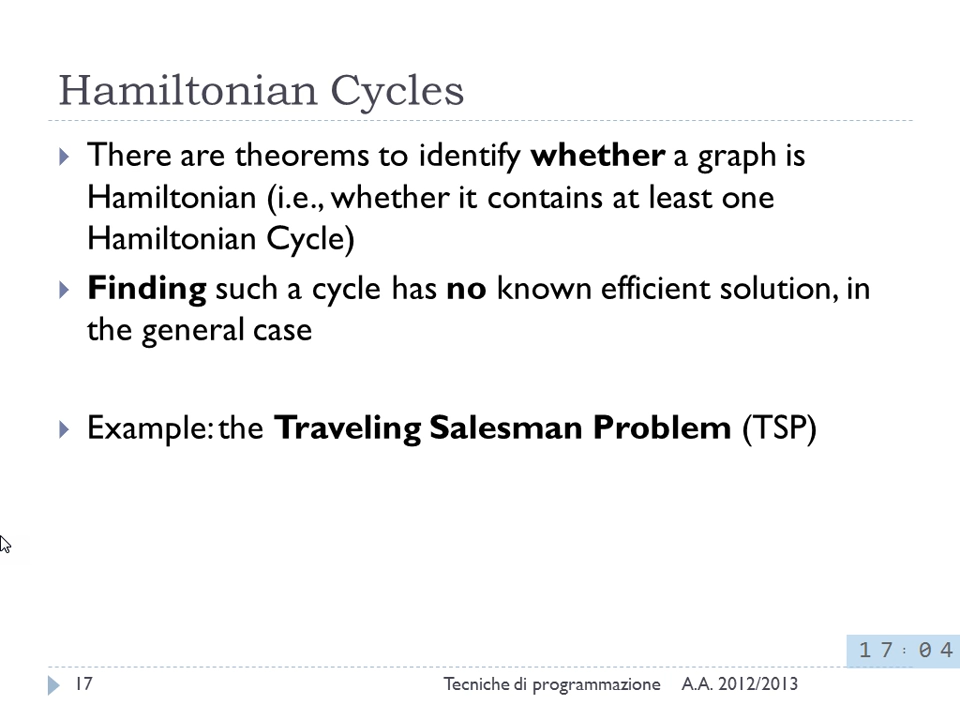 Hamiltonian Cycles
There are theorems to identify whether a graph is
Hamiltonian (i.e., whether it contains at least one
Hamiltonian Cycle)
Finding such a cycle has no known efficient solution, in
the general case
Example: the Traveling Salesman Problem (TSP)
17:04
17 Tecniche di programmazione A.A. 2012/2013